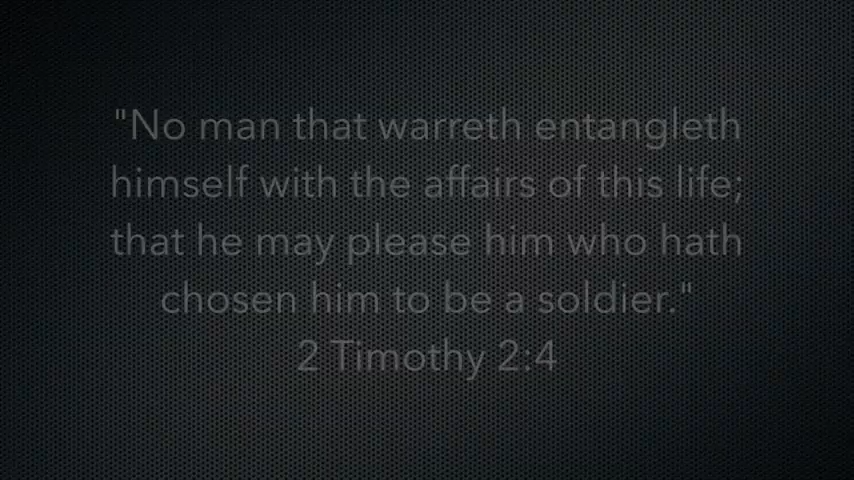 "No man that warreth entangleth
himself with the affairs of this life;
that he may please him who hath
chosen him to be a soldier."
2 Timothy 2:4